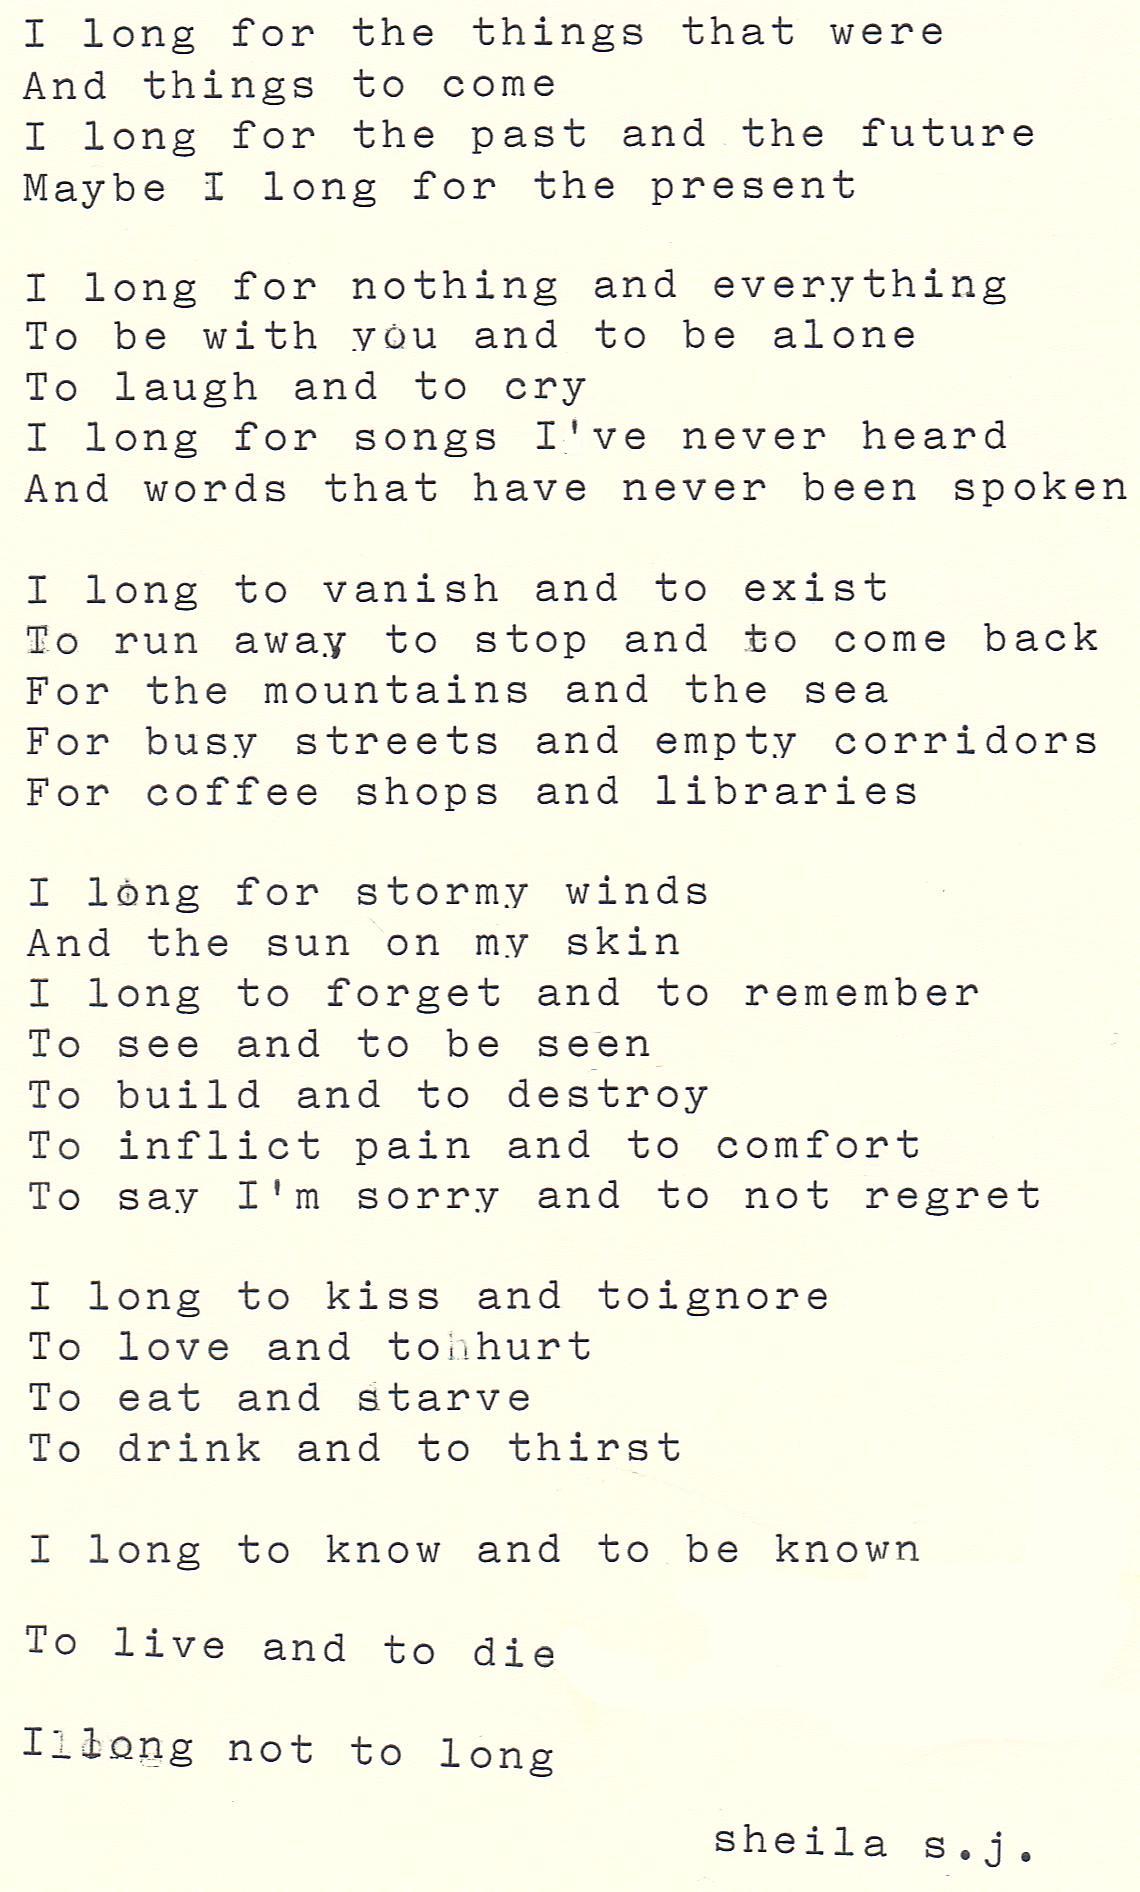 I long for the things that were
And things to come
I long for the past and the future
Maybe I long for the present

I long for nothing and everything
To be with you and to be alone
To laugh and to cry
I long for songs I've never heard
And words that have never been spoken

I long to vanish and to exist
To run away to stop and to come back
For the mountains and the sea
For busy streets and empty corridors
For coffee shops and libraries

I long for stormy winds
And the sun on my skin
I long to forget and to remember
To see and to be seen
To build and to destroy
To inflict pain and to comfort
To say I'm sorry and to not regret

I long to kiss and toignore
To love and to hurt
To eat and starve
To drink and to thirst

I long to know and to be known

To live and to die

I long not to long

sheila s.j.